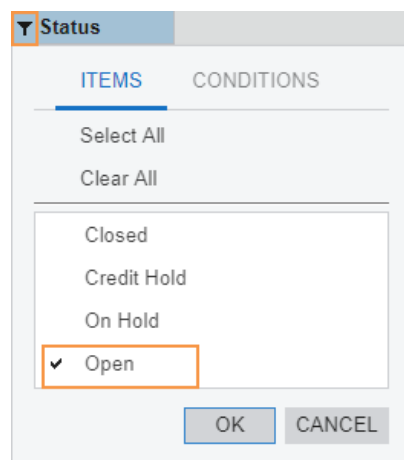 Status
ITEMS CONDITIONS
Select All
Clear All
Closed
Credit Hold
On Hold
Open
OK CANCEL